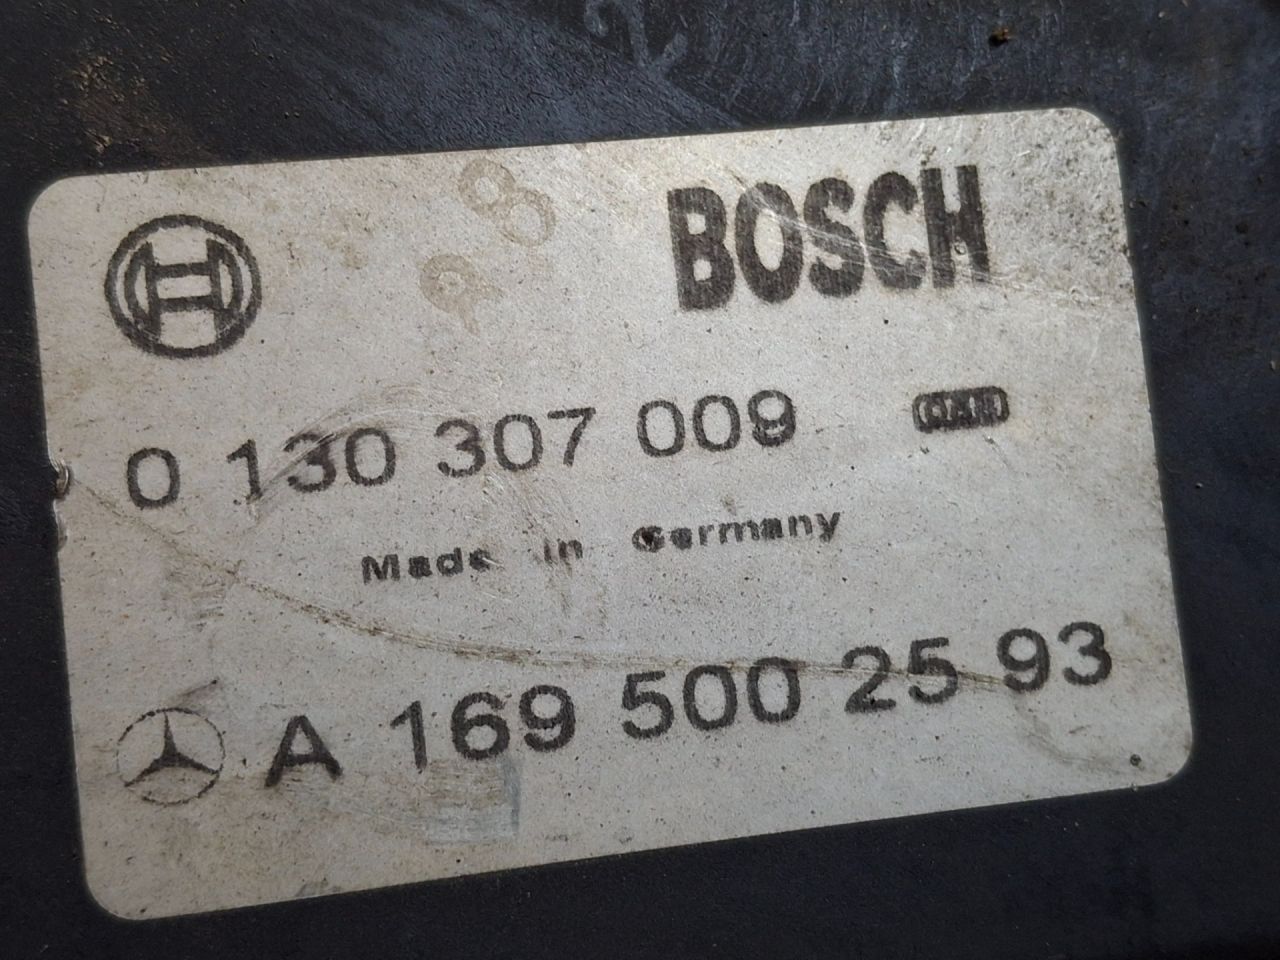 BOSCH
0 130 307 009
Made in Germany
A 169 500 25 93